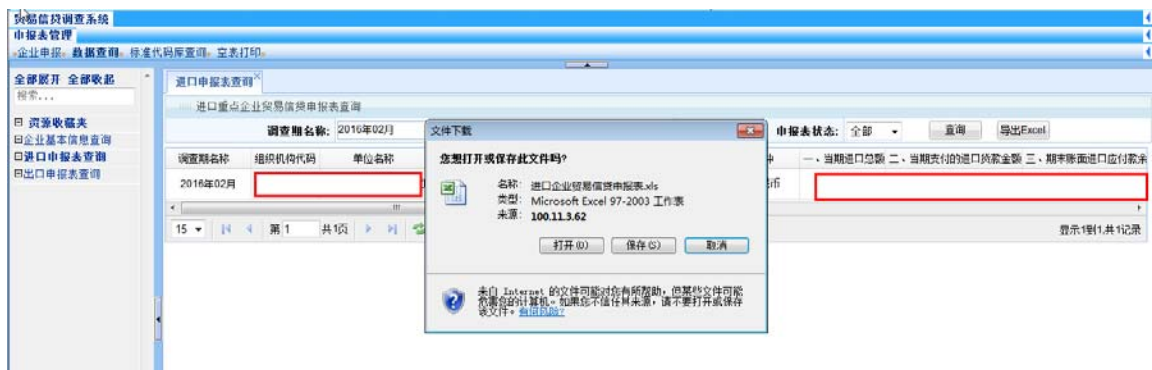 贸易信贷调查系统
申报表管理
企业申报 数据查询 标准代码库查询 空表打印
全部展开 全部收起
搜索...
资源收藏夹
企业基本信息查询
进口申报表查询
出口申报表查询
进口申报表查询
进口重点企业贸易信贷申报表查询
调查期名称: 2016年02月 申报表状态: 全部 查询 导出Excel
调查期名称 组织机构代码 单位名称 一、当期进口总额 二、当期支付的进口货款金额 三、期末账面进口应付款余
2016年02月 币
15 第 1 共1页 显示1到1,共1记录
文件下载
您想打开或保存此文件吗?
名称: 进口企业贸易信贷申报表.xls
类型: Microsoft Excel 97-2003 工作表
来源: 100.11.3.62
打开(O) 保存(S) 取消
来自 Internet 的文件可能对您有所帮助，但某些文件可能
危害您的计算机。如果您不信任其来源，请不要打开或保存
该文件。有何风险?